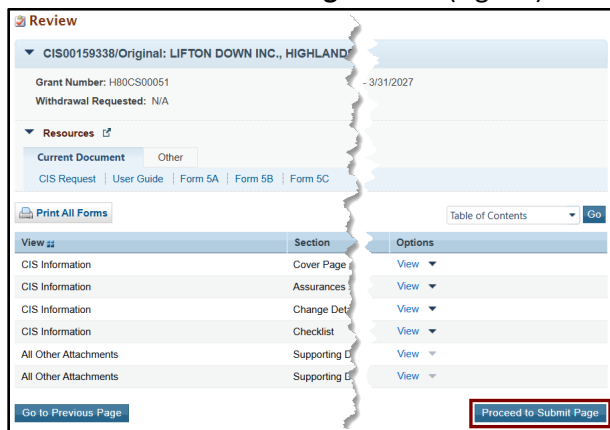 Review
CIS00159338/Original: LIFTON DOWN INC., HIGHLANDS
Grant Number: H80CS00051 - 3/31/2027
Withdrawal Requested: N/A
Resources
Current Document Other
CIS Request | User Guide | Form 5A | Form 5B | Form 5C
Print All Forms Table of Contents Go
View Section Options
CIS Information Cover Page View
CIS Information Assurances View
CIS Information Change Det View
CIS Information Checklist View
All Other Attachments Supporting D View
All Other Attachments Supporting D View
Go to Previous Page Proceed to Submit Page